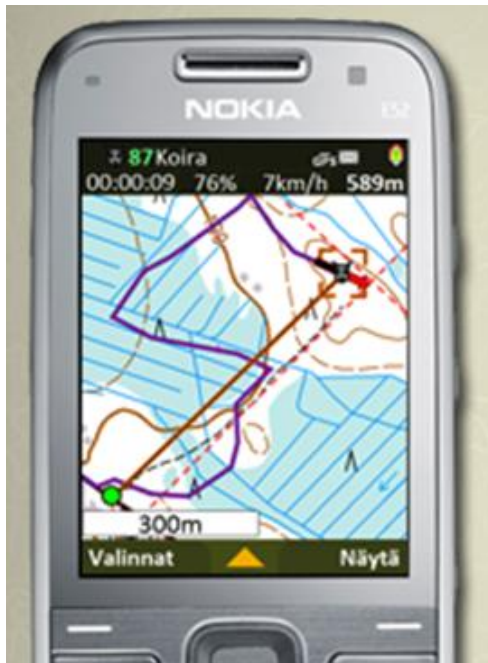 NOKIA E52
87 Koira
00:00:09 76% 7km/h 589m
300m
Valinnat Näytä